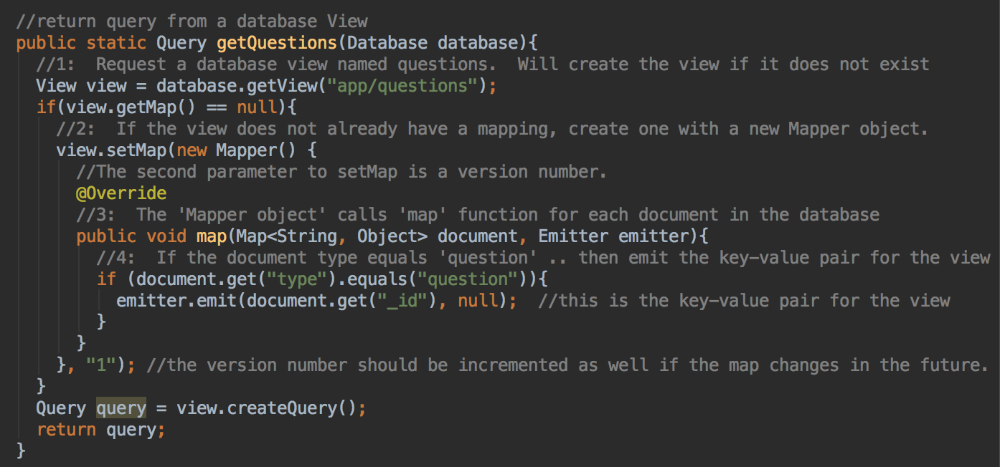 //return query from a database View
public static Query getQuestions(Database database){
//1:  Request a database view named questions.  Will create the view if it does not exist
View view = database.getView("app/questions");
if(view.getMap() == null){
//2:  If the view does not already have a mapping, create one with a new Mapper object.
view.setMap(new Mapper() {
//The second parameter to setMap is a version number.
@Override
//3:  The 'Mapper object' calls 'map' function for each document in the database
public void map(Map<String, Object> document, Emitter emitter){
//4:  If the document type equals 'question' .. then emit the key-value pair for the view
if (document.get("type").equals("question")){
emitter.emit(document.get("_id"), null);  //this is the key-value pair for the view
}
}
}, "1"); //the version number should be incremented as well if the map changes in the future.
}
Query query = view.createQuery();
return query;
}